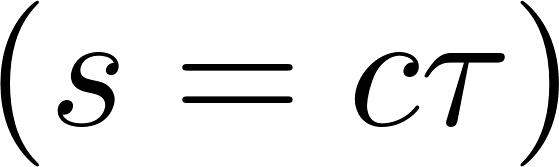 (s = cτ)